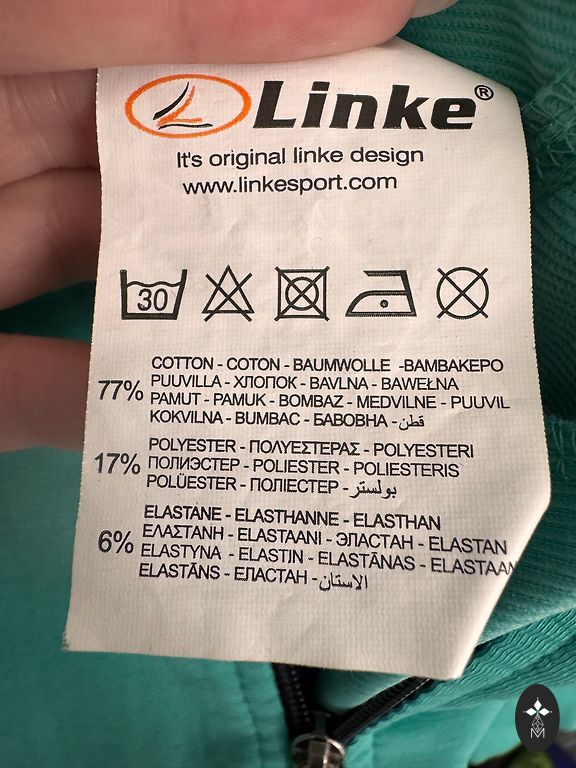 Linke®
It's original linke design
www.linkesport.com
30
77%
COTTON - COTON - BAUMWOLLE -BAMBAKEPO
PUUVILLA - ХЛОПОК - BAVLNA - BAWEŁNA
PAMUT - PAMUK - BOMBAZ - MEDVILNE - PUUVIL
KOKVILNA - BUMBAC - БАВОВНА - قطن
17%
POLYESTER - ΠΟΛΥΕΣΤΕΡΑΣ - POLYESTERI
ПОЛИЭСТЕР - POLIESTER - POLIESTERIS
POLÜESTER - ПОЛІЕСТЕР - بولستر
6%
ELASTANE - ELASTHANNE - ELASTHAN
ΕΛΑΣΤΑΝΗ - ELASTAANI - ЭЛАСТАН - ELASTAN
ELASTYNA - ELASTIN - ELASTĀNAS - ELASTAAN
ELASTĀNS - ЕЛАСТАН - الاستان
M